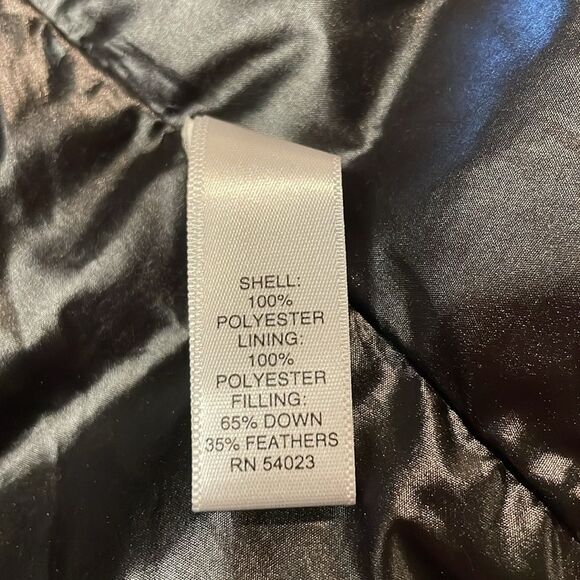 SHELL:
100%
POLYESTER
LINING:
100%
POLYESTER
FILLING:
65% DOWN
35% FEATHERS
RN 54023